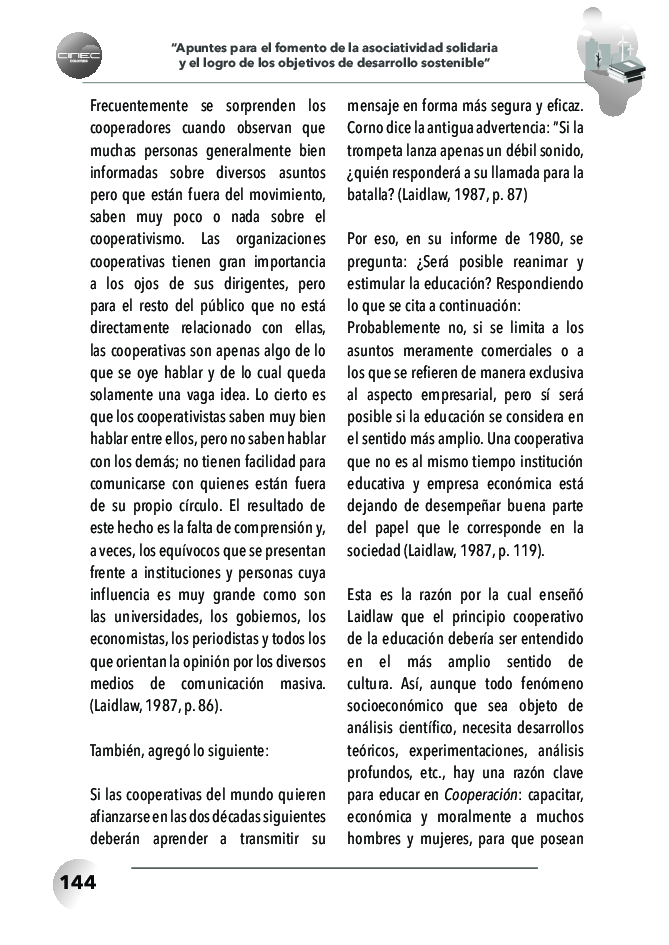 CINEC
"Apuntes para el fomento de la asociatividad solidaria
y el logro de los objetivos de desarrollo sostenible"
Frecuentemente se sorprenden los
cooperadores cuando observan que
muchas personas generalmente bien
informadas sobre diversos asuntos
pero que están fuera del movimiento,
saben muy poco o nada sobre el
cooperativismo. Las organizaciones
cooperativas tienen gran importancia
a los ojos de sus dirigentes, pero
para el resto del público que no está
directamente relacionado con ellas,
las cooperativas son apenas algo de lo
que se oye hablar y de lo cual queda
solamente una vaga idea. Lo cierto es
que los cooperativistas saben muy bien
hablar entre ellos, pero no saben hablar
con los demás; no tienen facilidad para
comunicarse con quienes están fuera
de su propio círculo. El resultado de
este hecho es la falta de comprensión y,
a veces, los equívocos que se presentan
frente a instituciones y personas cuya
influencia es muy grande como son
las universidades, los gobiernos, los
economistas, los periodistas y todos los
que orientan la opinión por los diversos
medios de comunicación masiva.
(Laidlaw, 1987, p. 86).
También, agregó lo siguiente:
Si las cooperativas del mundo quieren
afianzarse en las dos décadas siguientes
deberán aprender a transmitir su
mensaje en forma más segura y eficaz.
Corno dice la antigua advertencia: "Si la
trompeta lanza apenas un débil sonido,
¿quién responderá a su llamada para la
batalla? (Laidlaw, 1987, p. 87)
Por eso, en su informe de 1980, se
pregunta: ¿Será posible reanimar y
estimular la educación? Respondiendo
lo que se cita a continuación:
Probablemente no, si se limita a los
asuntos meramente comerciales o a
los que se refieren de manera exclusiva
al aspecto empresarial, pero sí será
posible si la educación se considera en
el sentido más amplio. Una cooperativa
que no es al mismo tiempo institución
educativa y empresa económica está
dejando de desempeñar buena parte
del papel que le corresponde en la
sociedad (Laidlaw, 1987, p. 119).
Esta es la razón por la cual enseñó
Laidlaw que el principio cooperativo
de la educación debería ser entendido
en el más amplio sentido de
cultura. Así, aunque todo fenómeno
socioeconómico que sea objeto de
análisis científico, necesita desarrollos
teóricos, experimentaciones, análisis
profundos, etc., hay una razón clave
para educar en Cooperación: capacitar,
económica y moralmente a muchos
hombres y mujeres, para que posean
144